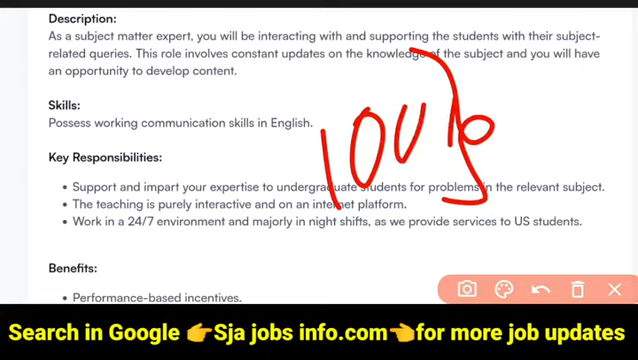 Description:
As a subject matter expert, you will be interacting with and supporting the students with their subject-
related queries. This role involves constant updates on the knowledge of the subject and you will have
an opportunity to develop content.
Skills:
Possess working communication skills in English.
100%
Key Responsibilities:
• Support and impart your expertise to undergraduate students for problems in the relevant subject.
• The teaching is purely interactive and on an internet platform.
• Work in a 24/7 environment and majorly in night shifts, as we provide services to US students.
Benefits:
• Performance-based incentives.
Search in Google 👉Sja jobs info.com👈for more job updates